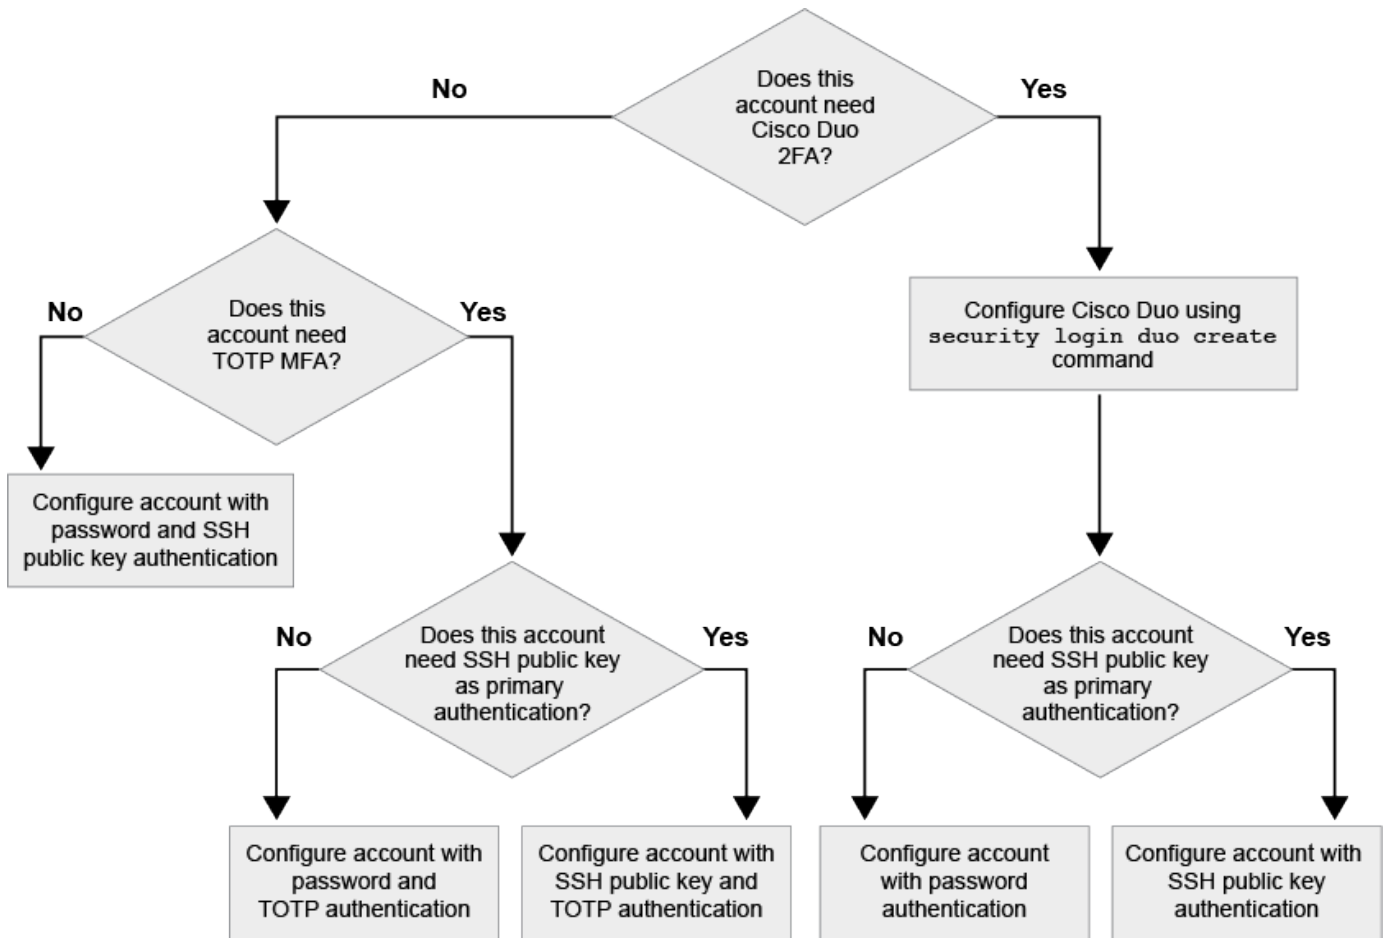 Does this
account need
Cisco Duo
2FA?
No
Yes
Does this
account need
TOTP MFA?
No
Yes
Configure Cisco Duo using
security login duo create
command
Configure account with
password and SSH
public key authentication
Does this account
need SSH public key
as primary
authentication?
No
Yes
Does this account
need SSH public key
as primary
authentication?
No
Yes
Configure account with
password and
TOTP authentication
Configure account with
SSH public key and
TOTP authentication
Configure account
with password
authentication
Configure account with
SSH public key
authentication